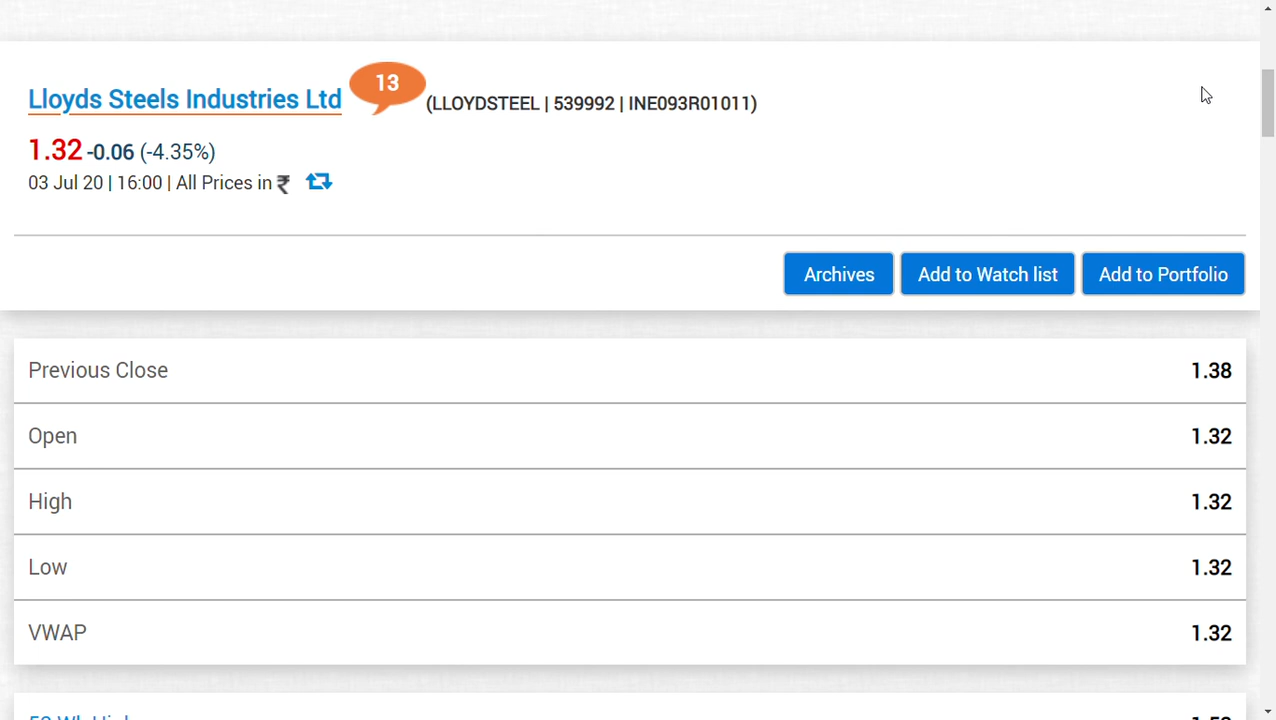 Lloyds Steels Industries Ltd 13 (LLOYDSTEEL | 539992 | INE093R01011)
1.32 -0.06 (-4.35%)
03 Jul 20 | 16:00 | All Prices in ₹
Archives Add to Watch list Add to Portfolio
Previous Close 1.38
Open 1.32
High 1.32
Low 1.32
VWAP 1.32